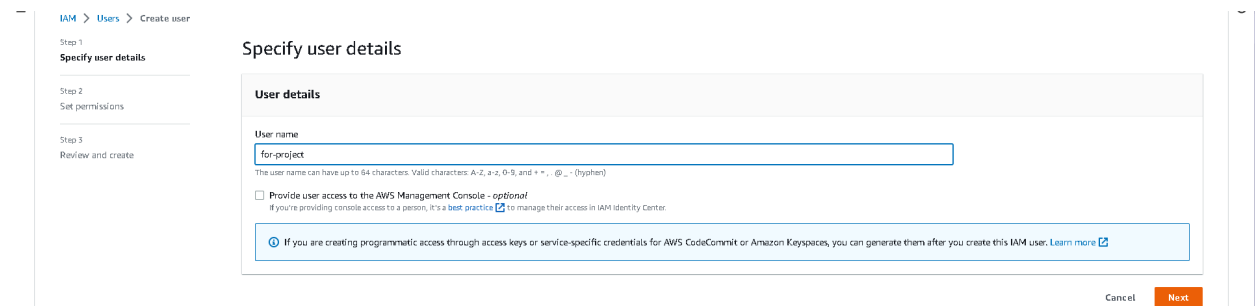 IAM > Users > Create user
Step 1
Specify user details
Step 2
Set permissions
Step 3
Review and create
Specify user details
User details
User name
for-project
The user name can have up to 64 characters. Valid characters: A-Z, a-z, 0-9, and + = , . @ _ - (hyphen)
Provide user access to the AWS Management Console - optional
If you're providing console access to a person, it's a best practice to manage their access in IAM Identity Center.
If you are creating programmatic access through access keys or service-specific credentials for AWS CodeCommit or Amazon Keyspaces, you can generate them after you create this IAM user. Learn more
Cancel
Next